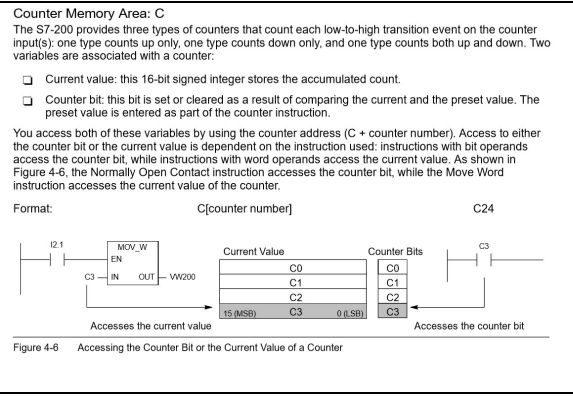 Counter Memory Area: C
The S7-200 provides three types of counters that count each low-to-high transition event on the counter
input(s): one type counts up only, one type counts down only, and one type counts both up and down. Two
variables are associated with a counter:
Current value: this 16-bit signed integer stores the accumulated count.
Counter bit: this bit is set or cleared as a result of comparing the current and the preset value. The
preset value is entered as part of the counter instruction.
You access both of these variables by using the counter address (C + counter number). Access to either
the counter bit or the current value is dependent on the instruction used: instructions with bit operands
access the counter bit, while instructions with word operands access the current value. As shown in
Figure 4-6, the Normally Open Contact instruction accesses the counter bit, while the Move Word
instruction accesses the current value of the counter.
Format: C[counter number] C24
I2.1 MOV_W Current Value Counter Bits C3
EN
C3 IN OUT VW200
C0 C0
C1 C1
C2 C2
15 (MSB) C3 0 (LSB) C3
Accesses the current value Accesses the counter bit
Figure 4-6 Accessing the Counter Bit or the Current Value of a Counter